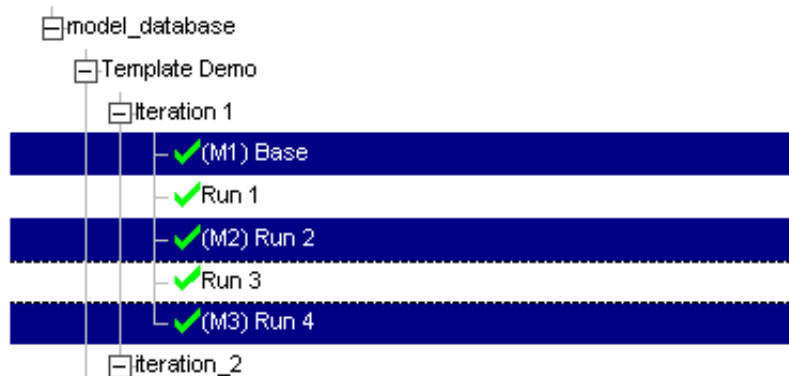 model_database
Template Demo
Iteration 1
(M1) Base
Run 1
(M2) Run 2
Run 3
(M3) Run 4
iteration_2